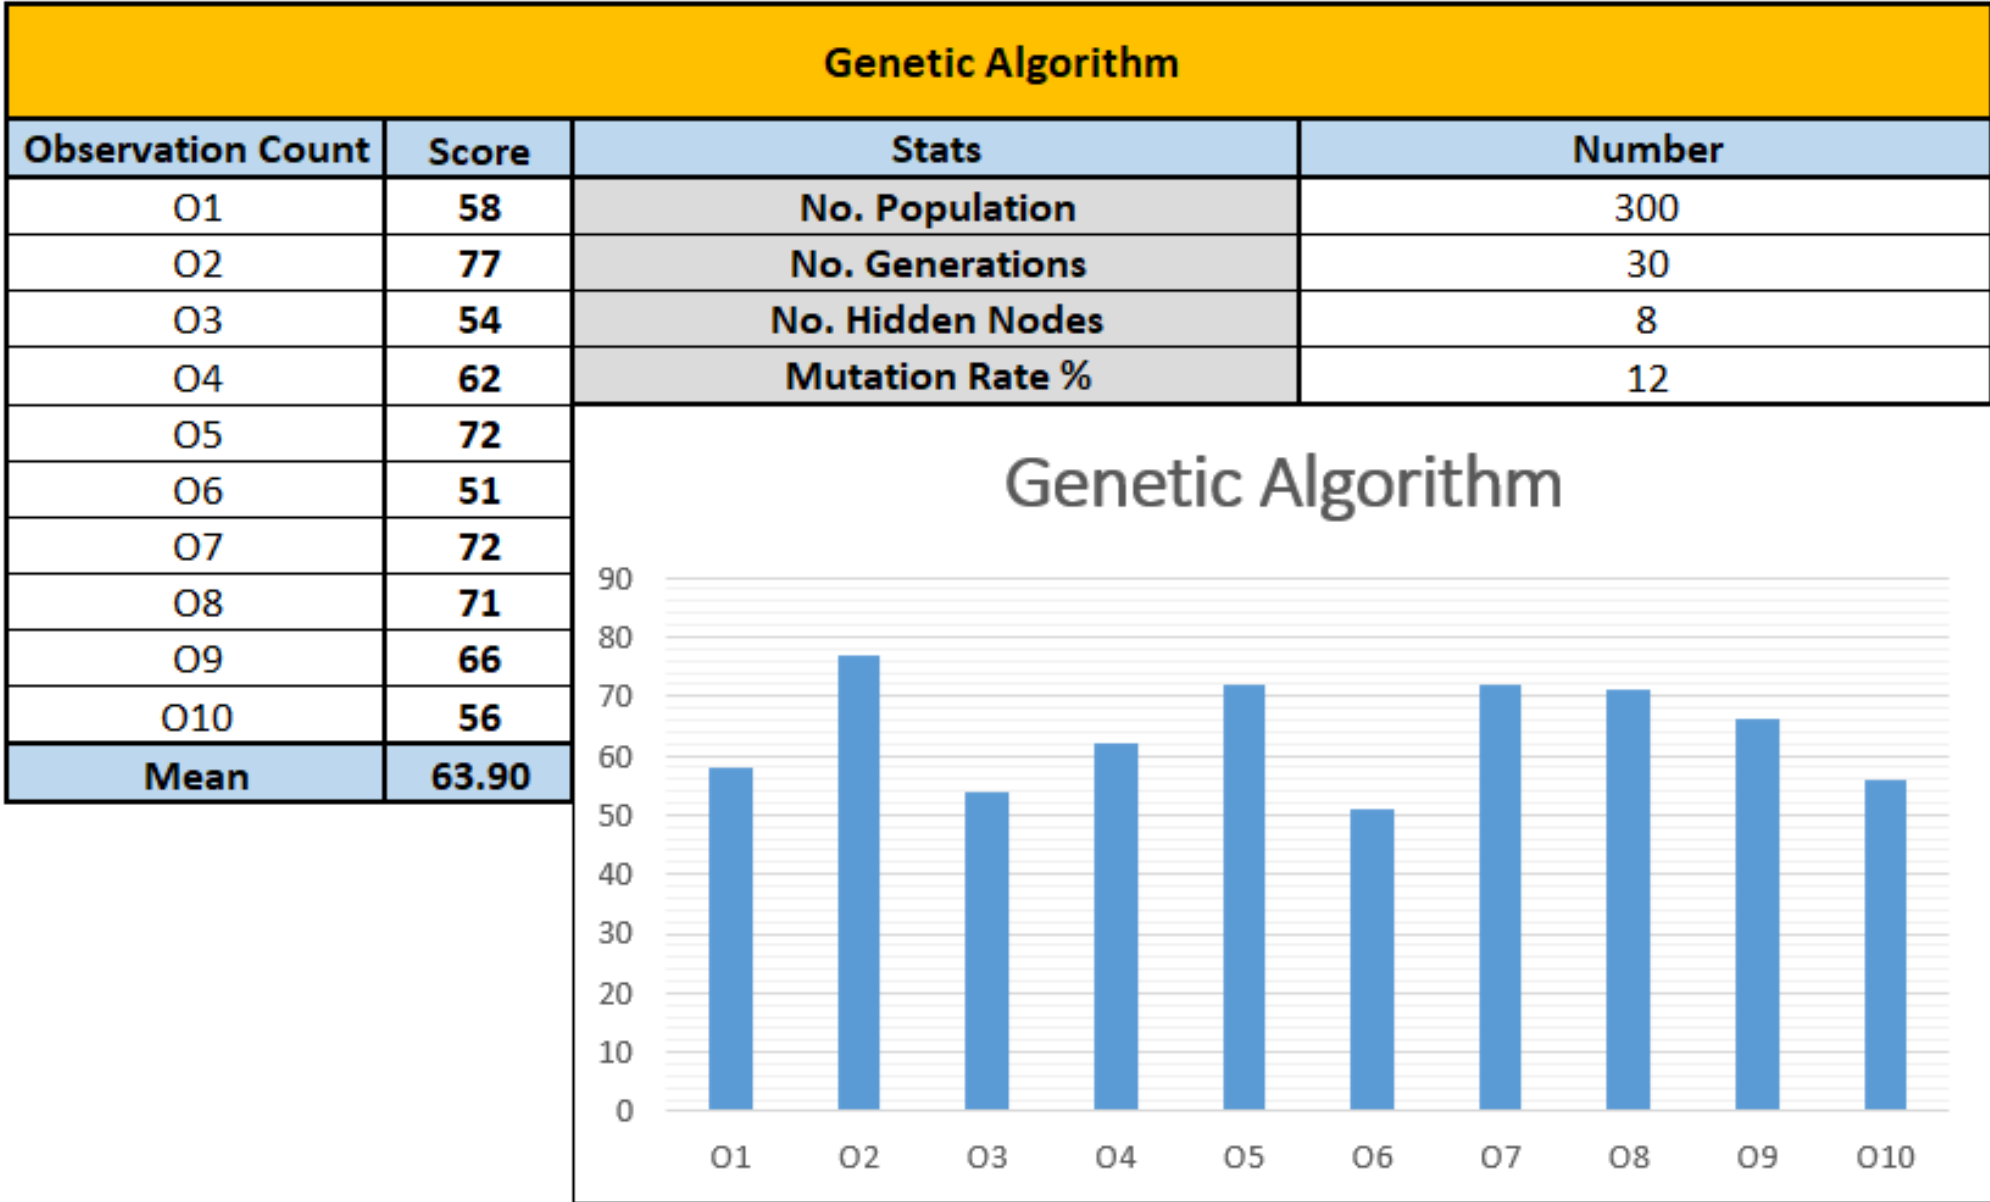 Genetic Algorithm
Observation Count Score Stats Number
O1 58 No. Population 300
O2 77 No. Generations 30
O3 54 No. Hidden Nodes 8
O4 62 Mutation Rate % 12
O5 72
O6 51
O7 72
O8 71
O9 66
O10 56
Mean 63.90
Genetic Algorithm
90
80
70
60
50
40
30
20
10
0
O1 O2 O3 O4 O5 O6 O7 O8 O9 O10